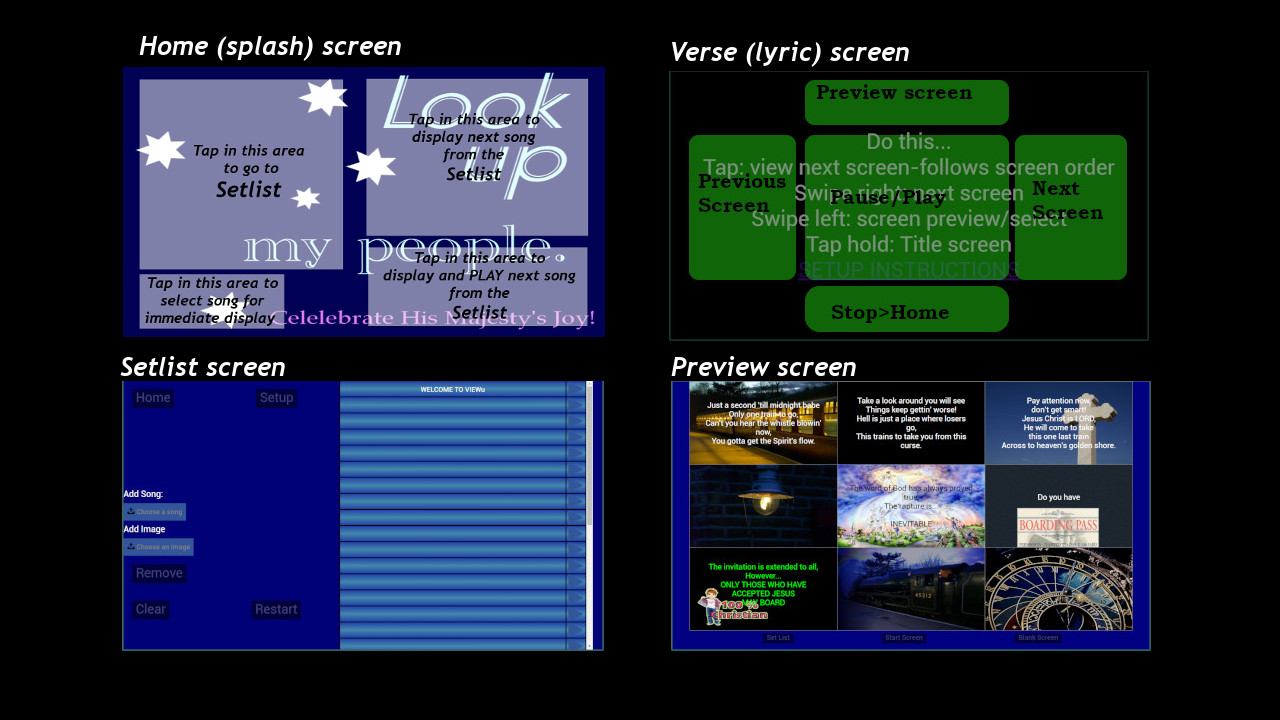 Home (splash) screen
Look
up
my people.
Celelebrate His Majesty's Joy!
Tap in this area
to go to
Setlist
Tap in this area to
display next song
from the
Setlist
Tap in this area to
select song for
immediate display
Tap in this area to
display and PLAY next song
from the
Setlist
Verse (lyric) screen
Preview screen
Do this...
Tap: view next screen-follows screen order
Swipe right: next screen
Swipe left: screen preview/select
Tap hold: Title screen
SETUP INSTRUCTIONS
Previous
Screen
Pause/Play
Next
Screen
Stop>Home
Setlist screen
Home
Setup
WELCOME TO VIEWu
Add Song:
Choose a song
Add Image
Choose an image
Remove
Clear
Restart
Preview screen
Just a second 'till midnight babe
Only one train to go,
Can't you hear the whistle blowin'
now,
You gotta get the Spirit's flow.
Take a look around you will see
Things keep gettin' worse!
Hell is just a place where losers
go,
This trains to take you from this
curse.
Pay attention now,
don't get smart!
Jesus Christ is LORD,
He will come to take
this one last train
Across to heaven's golden shore.
The word of God has always proved
true
The rapture is...
INEVITABLE
Do you have
BOARDING PASS
The invitation is extended to all,
However...
ONLY THOSE WHO HAVE
ACCEPTED JESUS
MAY BOARD
100 %
Christian
45212
Set List
Start Screen
Blank Screen